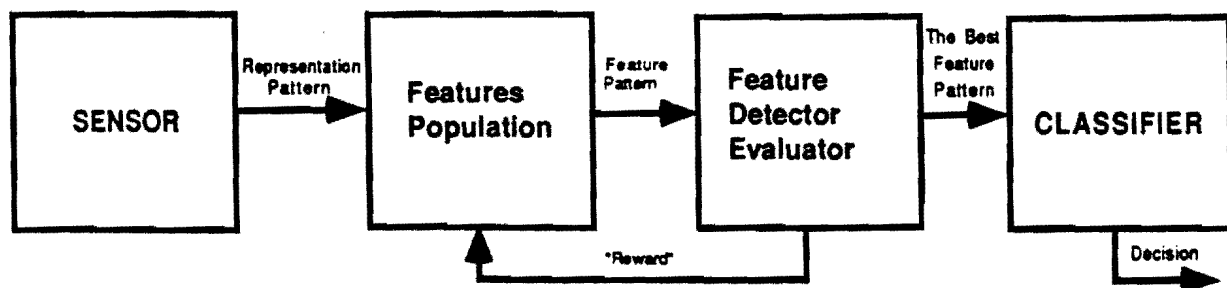 SENSOR
Representation
Pattern
Features
Population
Feature
Pattern
Feature
Detector
Evaluator
The Best
Feature
Pattern
CLASSIFIER
"Reward"
Decision